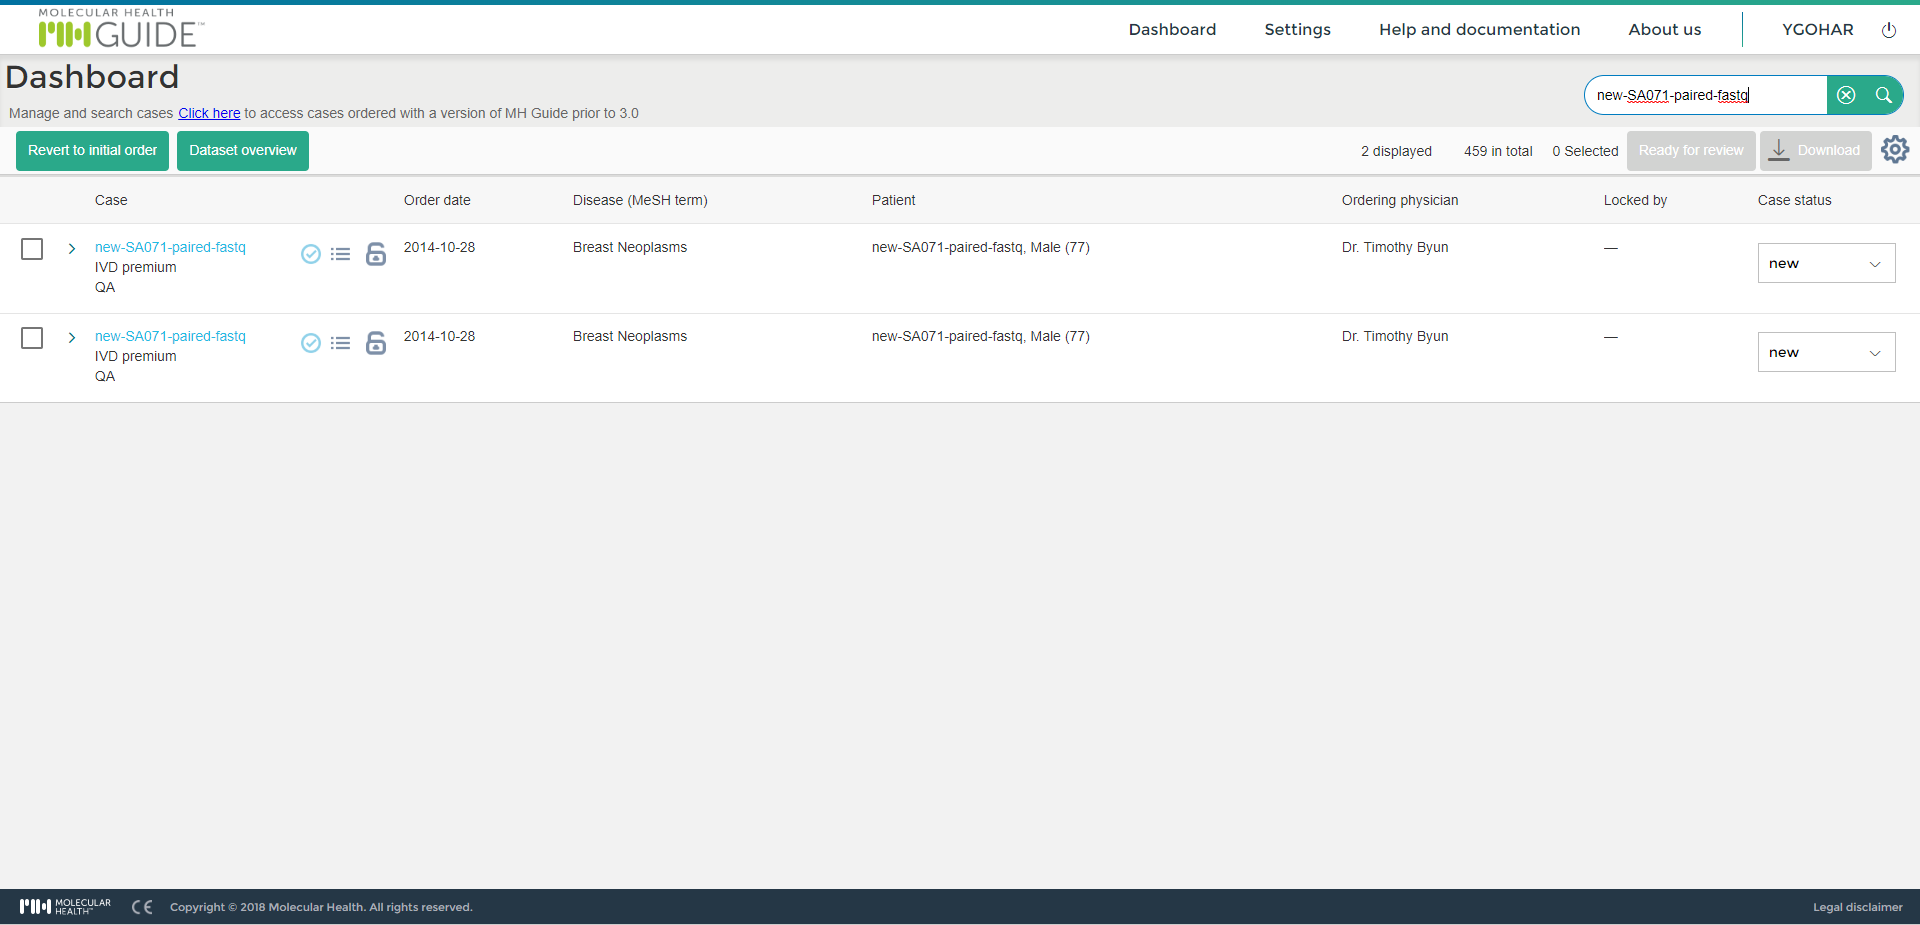 MOLECULAR HEALTH
GUIDE™
Dashboard Settings Help and documentation About us YGOHAR
Dashboard
new-SA071-paired-fastq
Manage and search cases Click here to access cases ordered with a version of MH Guide prior to 3.0
Revert to initial order Dataset overview 2 displayed 459 in total 0 Selected Ready for review Download
Case Order date Disease (MeSH term) Patient Ordering physician Locked by Case status
new-SA071-paired-fastq 2014-10-28 Breast Neoplasms new-SA071-paired-fastq, Male (77) Dr. Timothy Byun — new
IVD premium
QA
new-SA071-paired-fastq 2014-10-28 Breast Neoplasms new-SA071-paired-fastq, Male (77) Dr. Timothy Byun — new
IVD premium
QA
MOLECULAR
HEALTH™
CE Copyright © 2018 Molecular Health. All rights reserved. Legal disclaimer